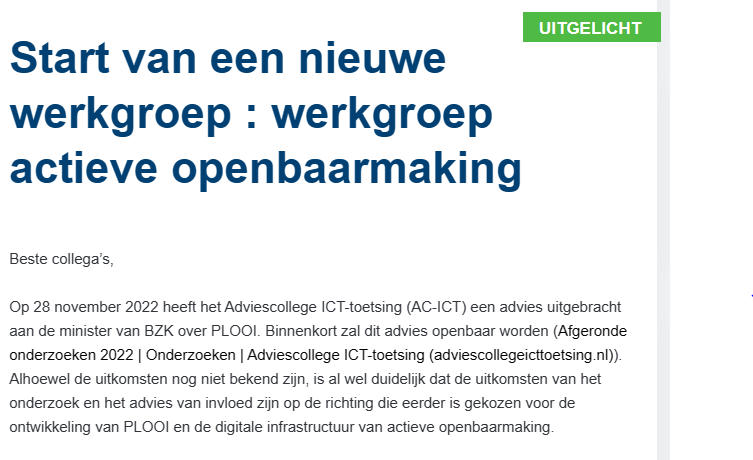 UITGELICHT
Start van een nieuwe
werkgroep : werkgroep
actieve openbaarmaking
Beste collega’s,
Op 28 november 2022 heeft het Adviescollege ICT-toetsing (AC-ICT) een advies uitgebracht
aan de minister van BZK over PLOOI. Binnenkort zal dit advies openbaar worden (Afgeronde
onderzoeken 2022 | Onderzoeken | Adviescollege ICT-toetsing (adviescollegeicttoetsing.nl)).
Alhoewel de uitkomsten nog niet bekend zijn, is al wel duidelijk dat de uitkomsten van het
onderzoek en het advies van invloed zijn op de richting die eerder is gekozen voor de
ontwikkeling van PLOOI en de digitale infrastructuur van actieve openbaarmaking.